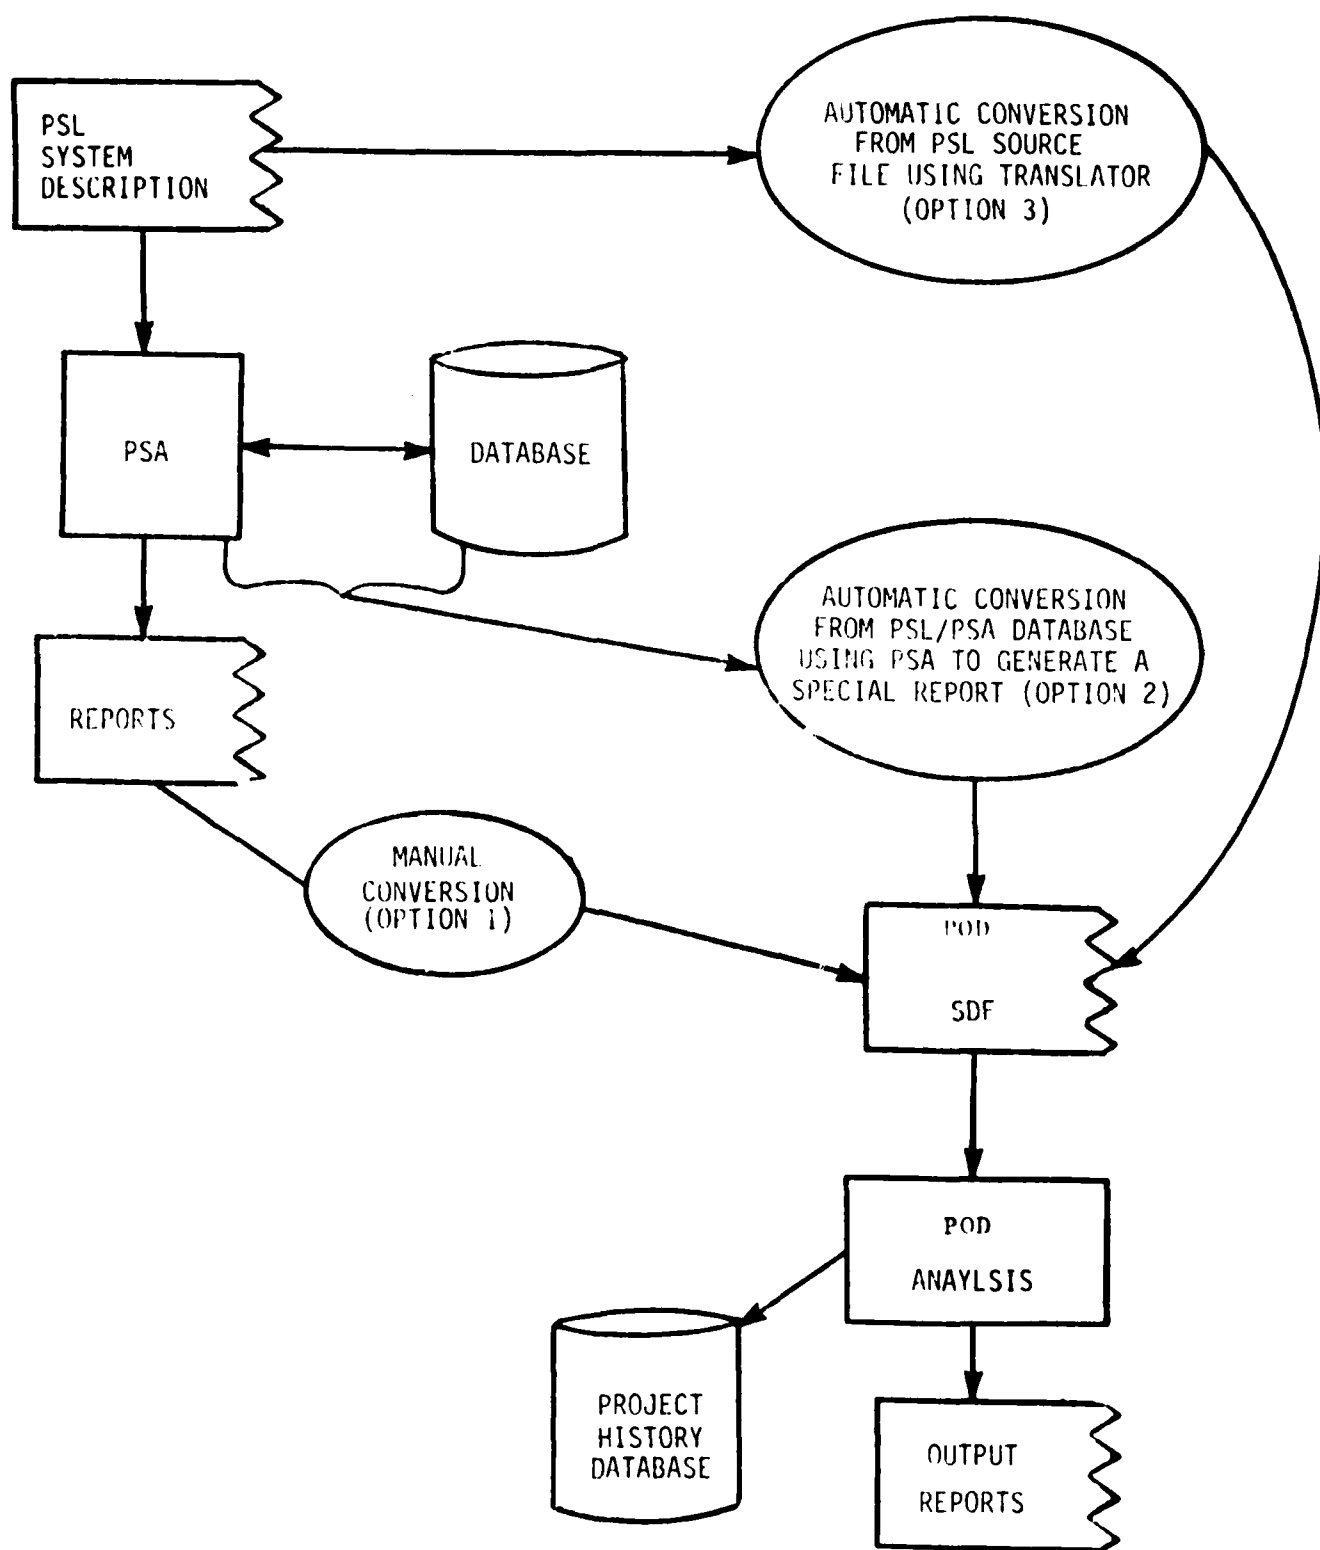 PSL
SYSTEM
DESCRIPTION
AUTOMATIC CONVERSION
FROM PSL SOURCE
FILE USING TRANSLATOR
(OPTION 3)
PSA
DATABASE
AUTOMATIC CONVERSION
FROM PSL/PSA DATABASE
USING PSA TO GENERATE A
SPECIAL REPORT (OPTION 2)
REPORTS
MANUAL
CONVERSION
(OPTION 1)
POD
SDF
POD
ANAYLSIS
PROJECT
HISTORY
DATABASE
OUTPUT
REPORTS